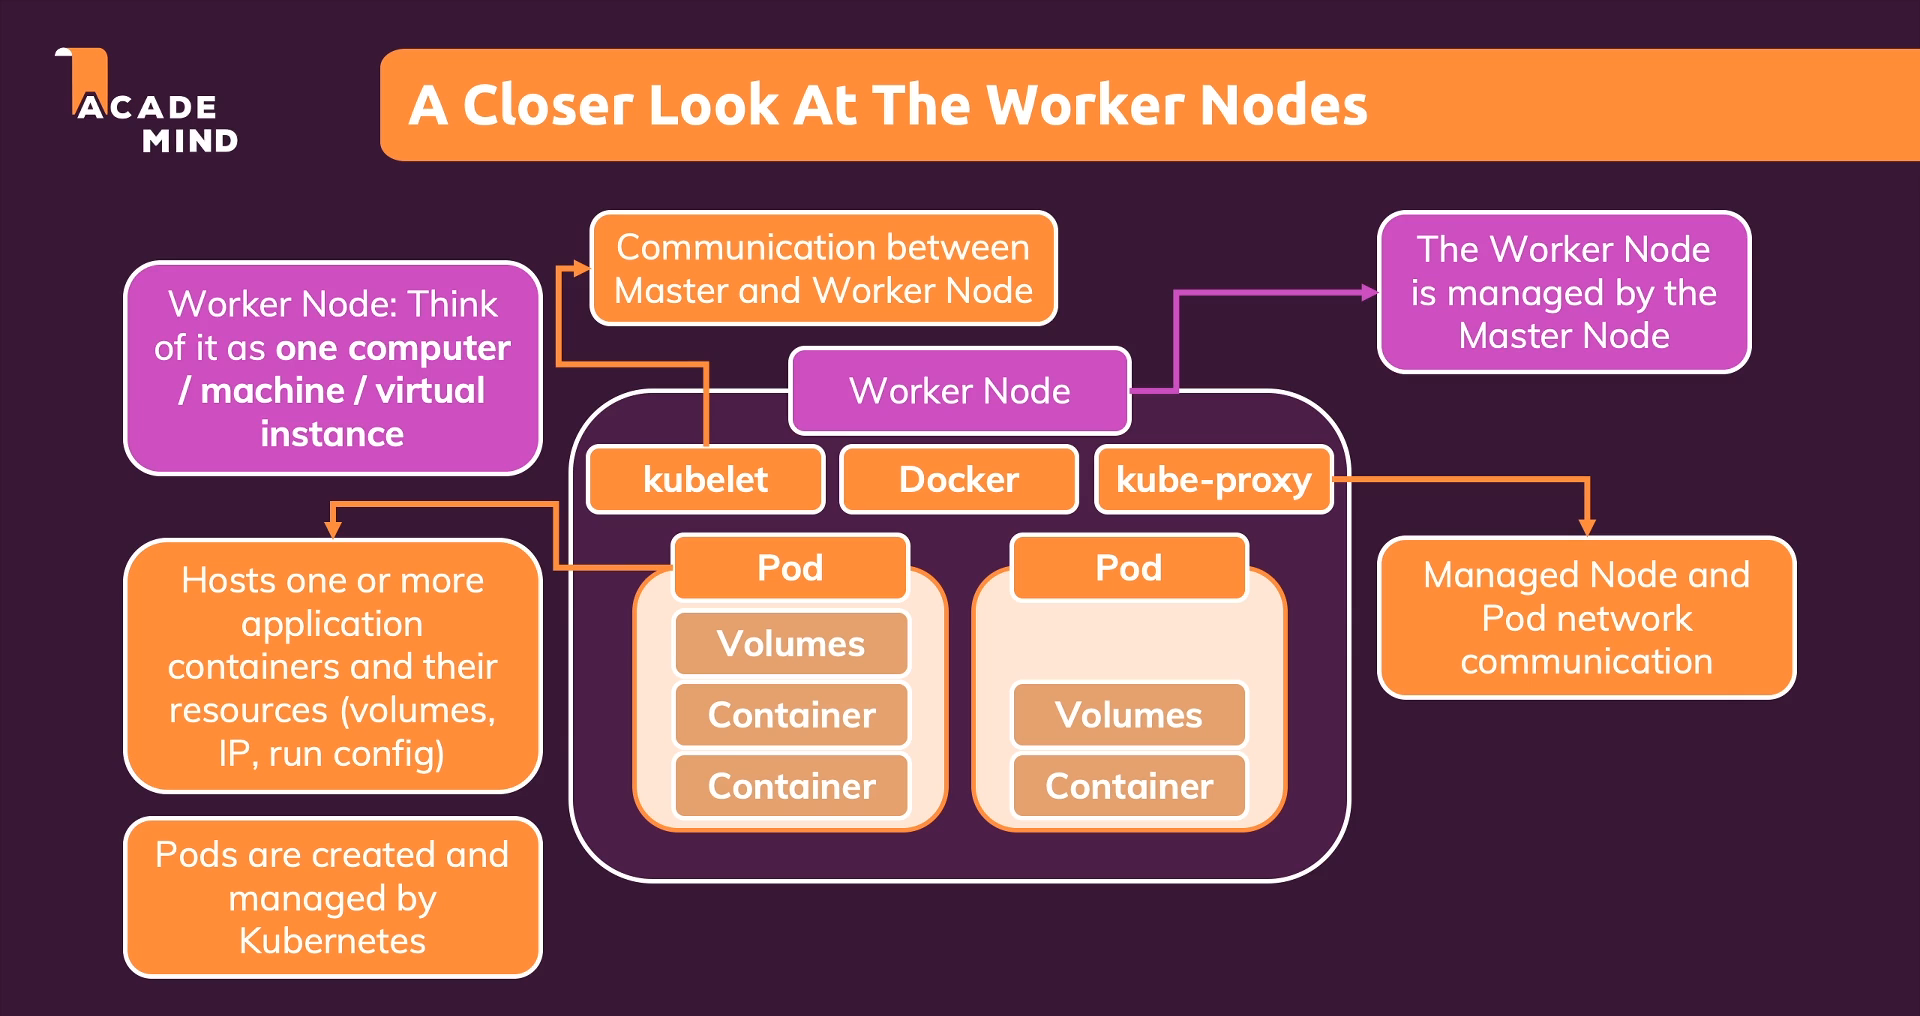 ACADE
MIND
A Closer Look At The Worker Nodes
Communication between
Master and Worker Node
The Worker Node
is managed by the
Master Node
Worker Node: Think
of it as one computer
/ machine / virtual
instance
Worker Node
kubelet
Docker
kube-proxy
Hosts one or more
application
containers and their
resources (volumes,
IP, run config)
Pod
Volumes
Container
Container
Pod
Volumes
Container
Managed Node and
Pod network
communication
Pods are created and
managed by
Kubernetes